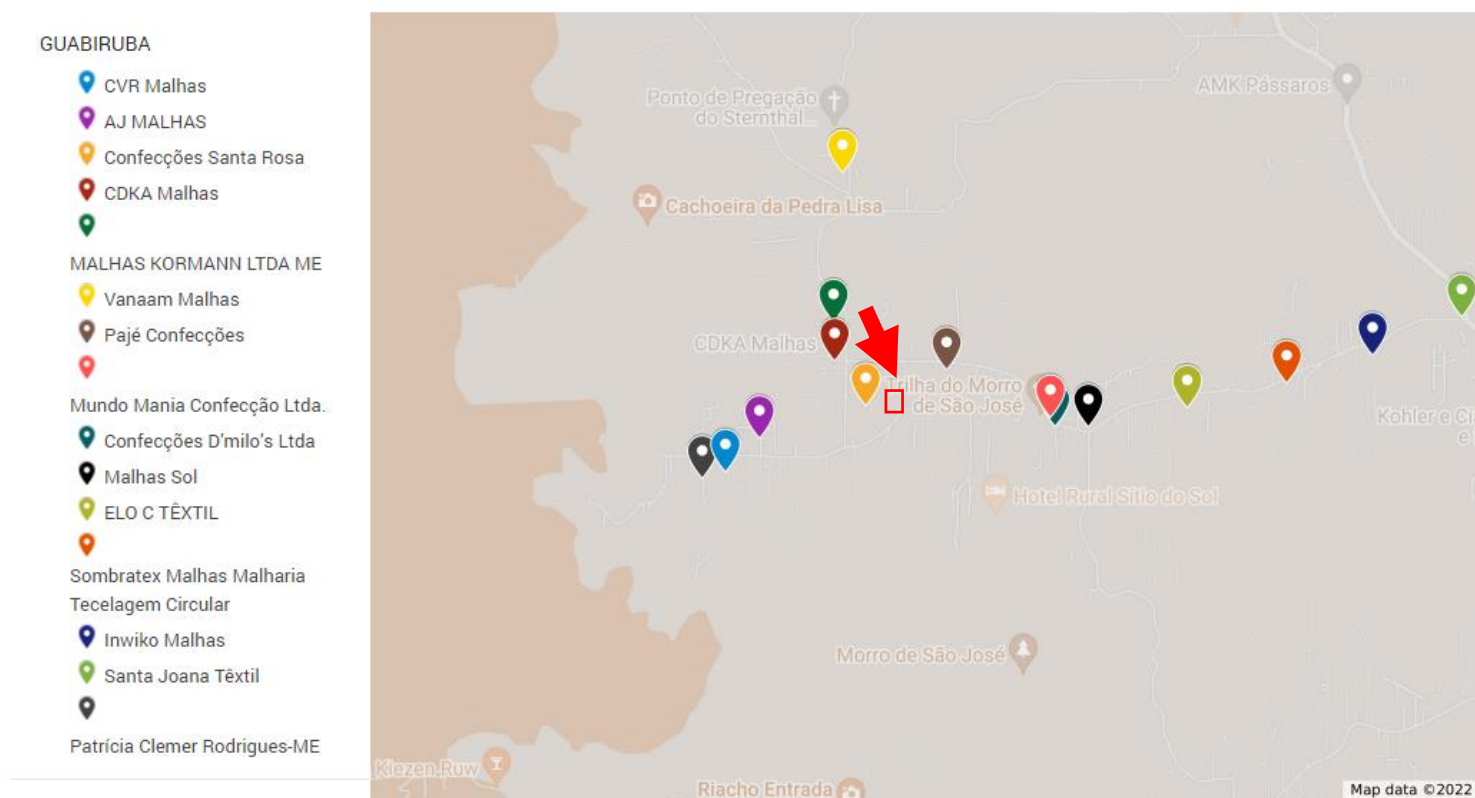 GUABIRUBA
CVR Malhas
AJ MALHAS
Confecções Santa Rosa
CDKA Malhas
MALHAS KORMANN LTDA ME
Vanaam Malhas
Pajé Confecções
Mundo Mania Confecção Ltda.
Confecções D'milo's Ltda
Malhas Sol
ELO C TÊXTIL
Sombratex Malhas Malharia
Tecelagem Circular
Inwiko Malhas
Santa Joana Têxtil
Patrícia Clemer Rodrigues-ME
AMK Pássaros
Ponto de Pregação
do Sternthal...
Cachoeira da Pedra Lisa
CDKA Malhas
Trilha do Morro
de São José
Kohler e
e
Hotel Rural Sítio do Sol
Morro de São José
Kiezen Ruw
Riacho Entrada
Map data ©2022